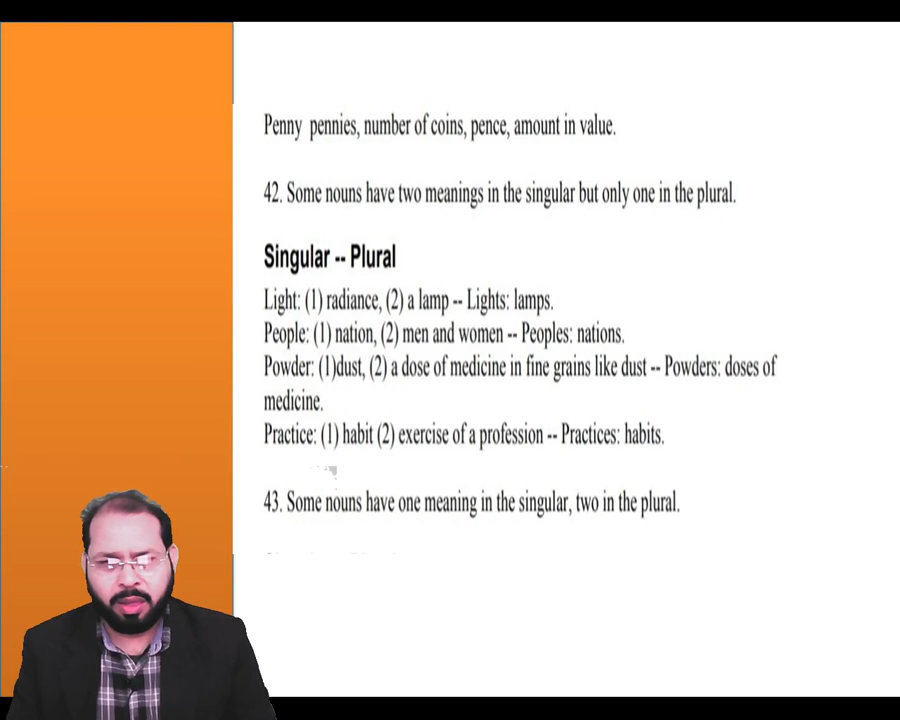 Penny pennies, number of coins, pence, amount in value.
42. Some nouns have two meanings in the singular but only one in the plural.
Singular -- Plural
Light: (1) radiance, (2) a lamp -- Lights: lamps.
People: (1) nation, (2) men and women -- Peoples: nations.
Powder: (1)dust, (2) a dose of medicine in fine grains like dust -- Powders: doses of
medicine.
Practice: (1) habit (2) exercise of a profession -- Practices: habits.
43. Some nouns have one meaning in the singular, two in the plural.